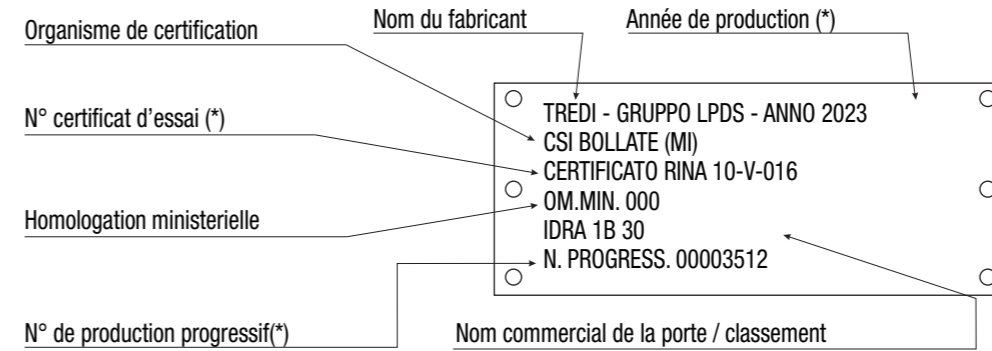 Nom du fabricant
Année de production (*)
Organisme de certification
N° certificat d'essai (*)
Homologation ministerielle
N° de production progressif(*)
Nom commercial de la porte / classement
TREDI - GRUPPO LPDS - ANNO 2023
CSI BOLLATE (MI)
CERTIFICATO RINA 10-V-016
OM.MIN. 000
IDRA 1B 30
N. PROGRESS. 00003512